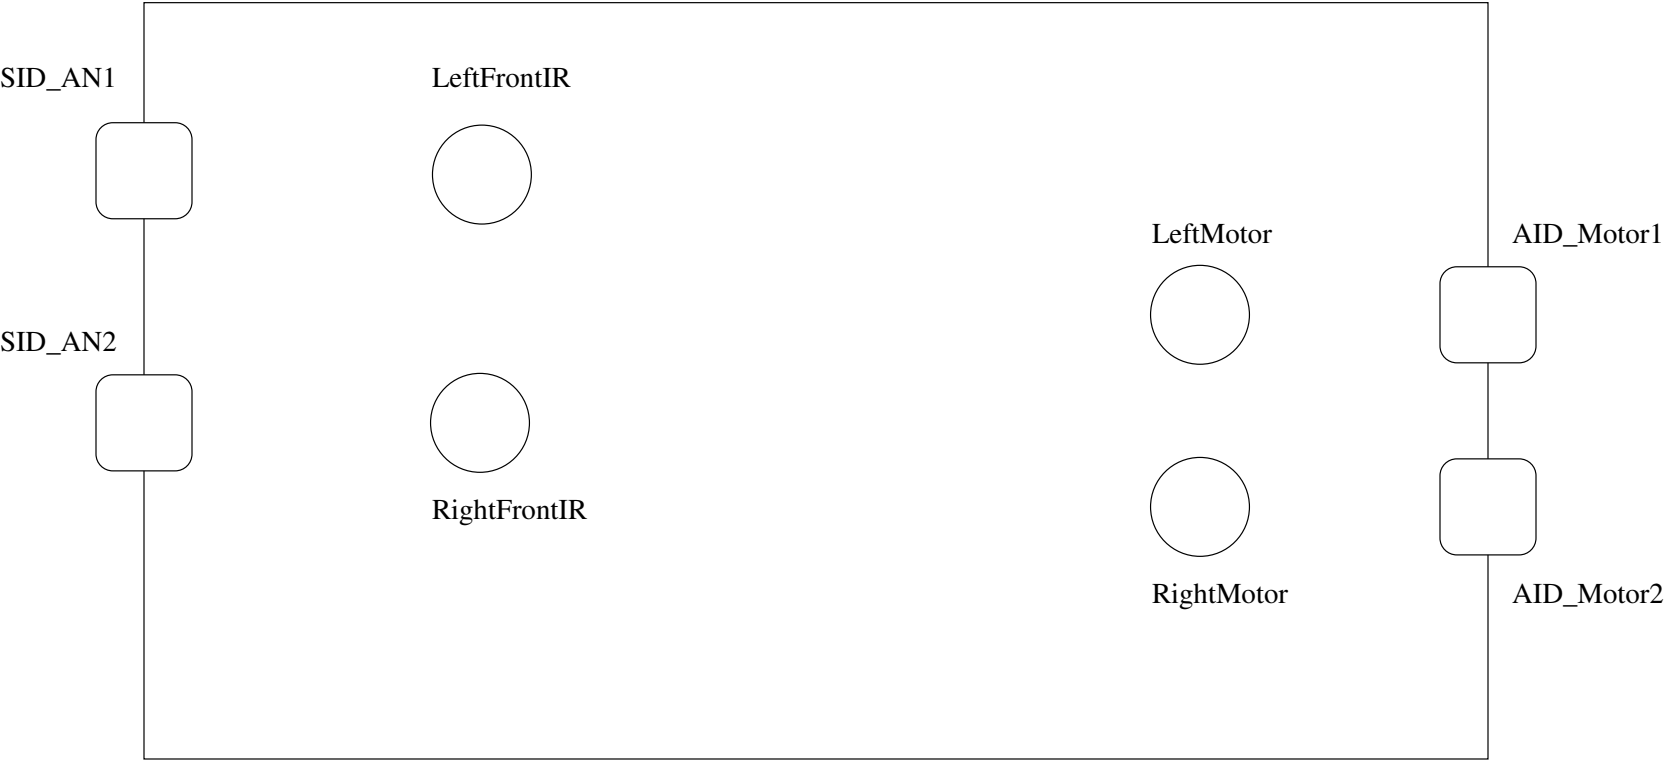 SID_AN1
LeftFrontIR
LeftMotor
AID_Motor1
SID_AN2
RightFrontIR
RightMotor
AID_Motor2